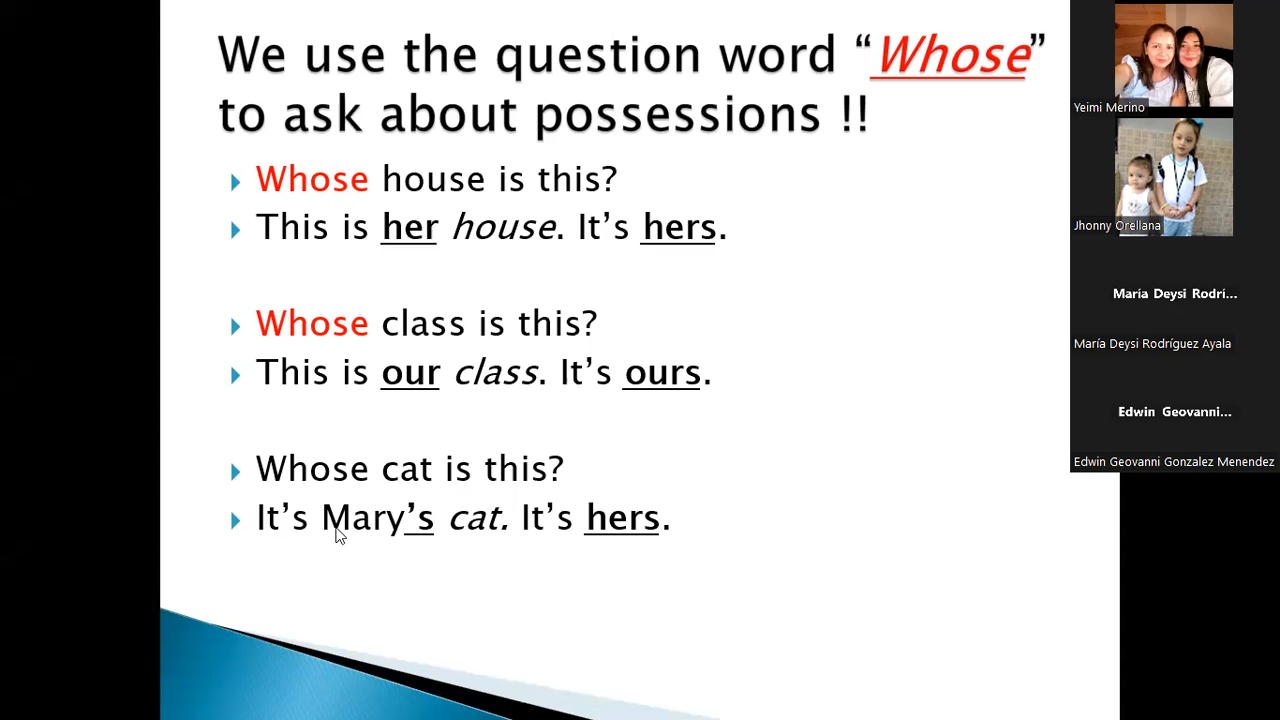 We use the question word “Whose”
to ask about possessions !!
Whose house is this?
This is her house. It’s hers.
Whose class is this?
This is our class. It’s ours.
Whose cat is this?
It’s Mary’s cat. It’s hers.
Yeimi Merino
Jhonny Orellana
María Deysi Rodrí...
María Deysi Rodríguez Ayala
Edwin Geovanni...
Edwin Geovanni Gonzalez Menendez